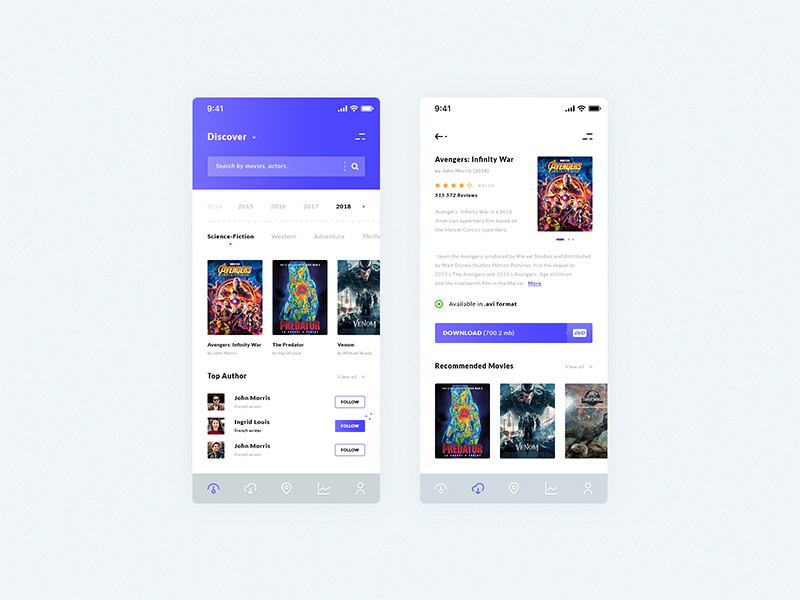 9:41
Discover
Search by movies, actors..
2014 2015 2016 2017 2018
Science-Fiction Western Adventure Thrille
AVENGERS
PREDATOR
VENOM
Avengers: Infinity War The Predator Venom
by John Morris by Ingrid Louis by Michael Arado
Top Author View all
John Morris
French writer
FOLLOW
Ingrid Louis
French writer
FOLLOW
John Morris
French writer
FOLLOW
9:41
Avengers: Infinity War
by John Morris (2018)
515 572 Reviews
Avengers: Infinity War is a 2018
American superhero film based on
the Marvel Comics superhero.
AVENGERS
team the Avengers, produced by Marvel Studios and distributed
by Walt Disney Studios Motion Pictures. It is the sequel to
2012's The Avengers and 2015's Avengers: Age of Ultron
and the nineteenth film in the Marvel. More
Available in .avi format
DOWNLOAD (700.2 mb) DVD
Recommended Movies View all
PREDATOR
VENOM